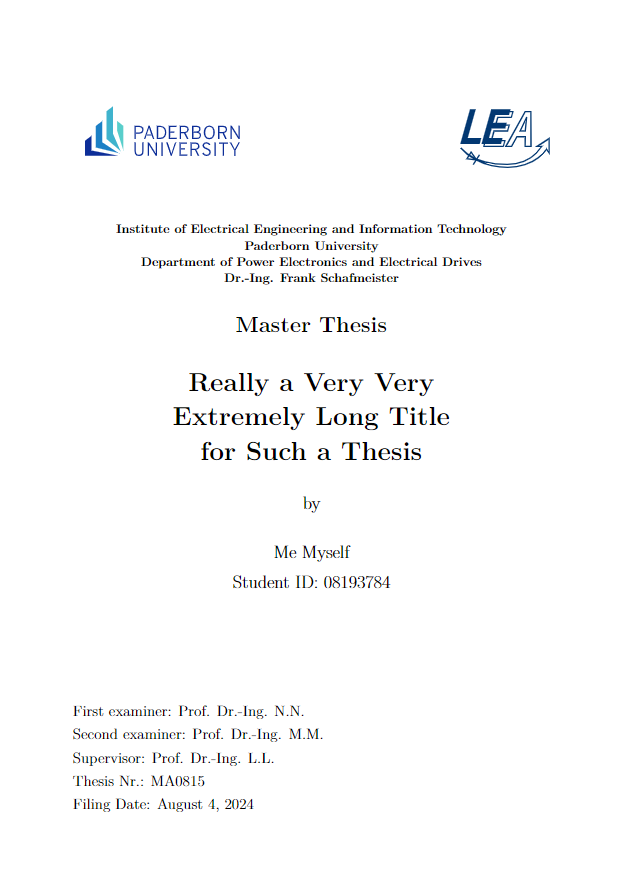 PADERBORN
UNIVERSITY
LEA
Institute of Electrical Engineering and Information Technology
Paderborn University
Department of Power Electronics and Electrical Drives
Dr.-Ing. Frank Schafmeister
Master Thesis
Really a Very Very
Extremely Long Title
for Such a Thesis
by
Me Myself
Student ID: 08193784
First examiner: Prof. Dr.-Ing. N.N.
Second examiner: Prof. Dr.-Ing. M.M.
Supervisor: Prof. Dr.-Ing. L.L.
Thesis Nr.: MA0815
Filing Date: August 4, 2024